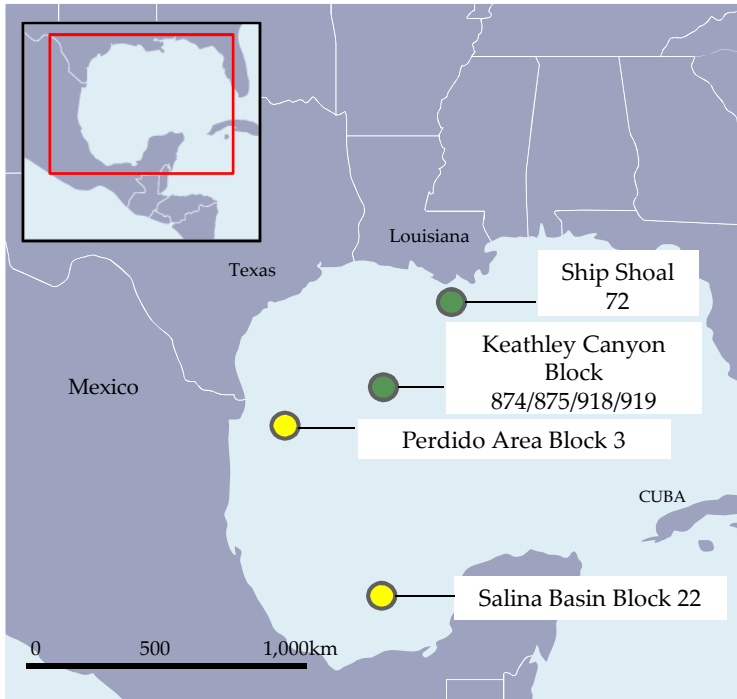 Louisiana
Texas
Ship Shoal
72
Keathley Canyon
Block
874/875/918/919
Mexico
Perdido Area Block 3
CUBA
Salina Basin Block 22
0 500 1,000km